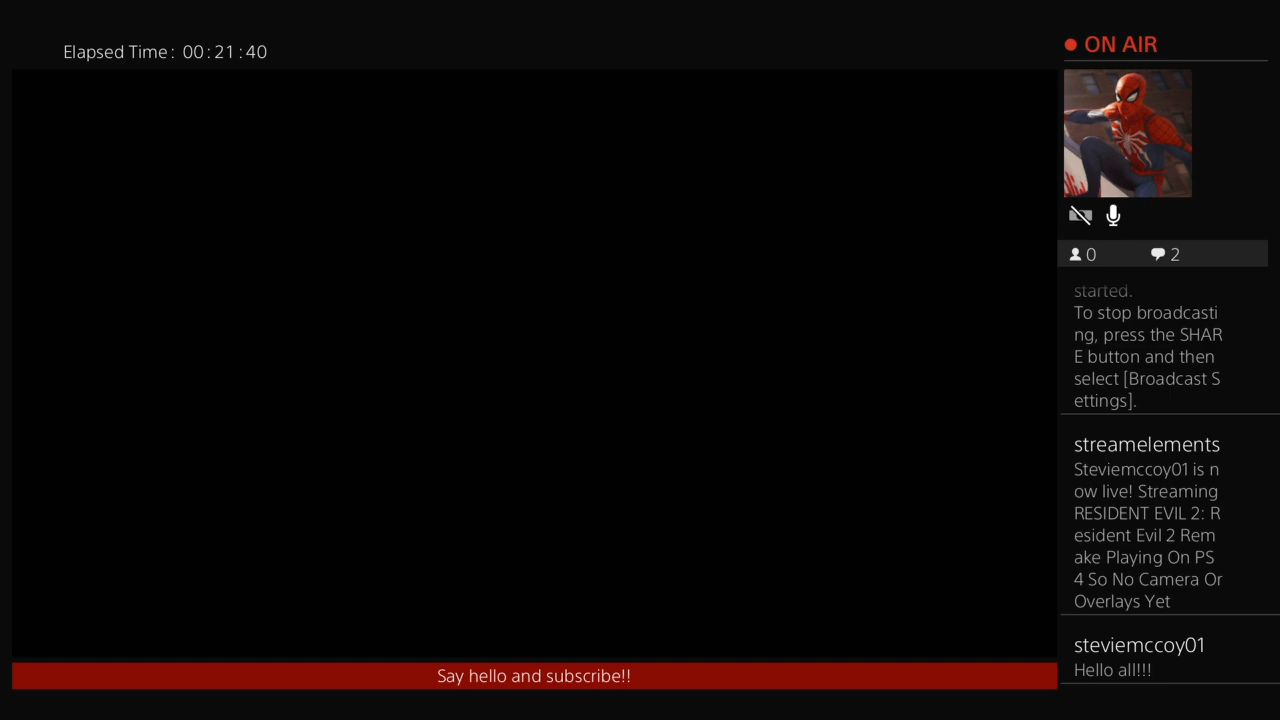 Elapsed Time: 00:21:40
ON AIR
0
2
started.
To stop broadcasti
ng, press the SHAR
E button and then
select [Broadcast S
ettings].
streamelements
Steviemccoy01 is n
ow live! Streaming
RESIDENT EVIL 2: R
esident Evil 2 Rem
ake Playing On PS
4 So No Camera Or
Overlays Yet
steviemccoy01
Hello all!!!
Say hello and subscribe!!